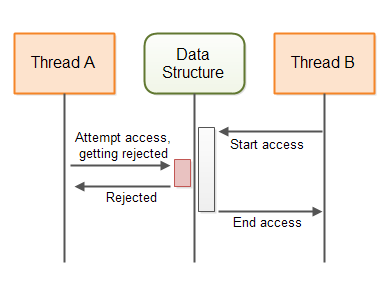 Thread A
Data
Structure
Thread B
Attempt access,
getting rejected
Start access
Rejected
End access